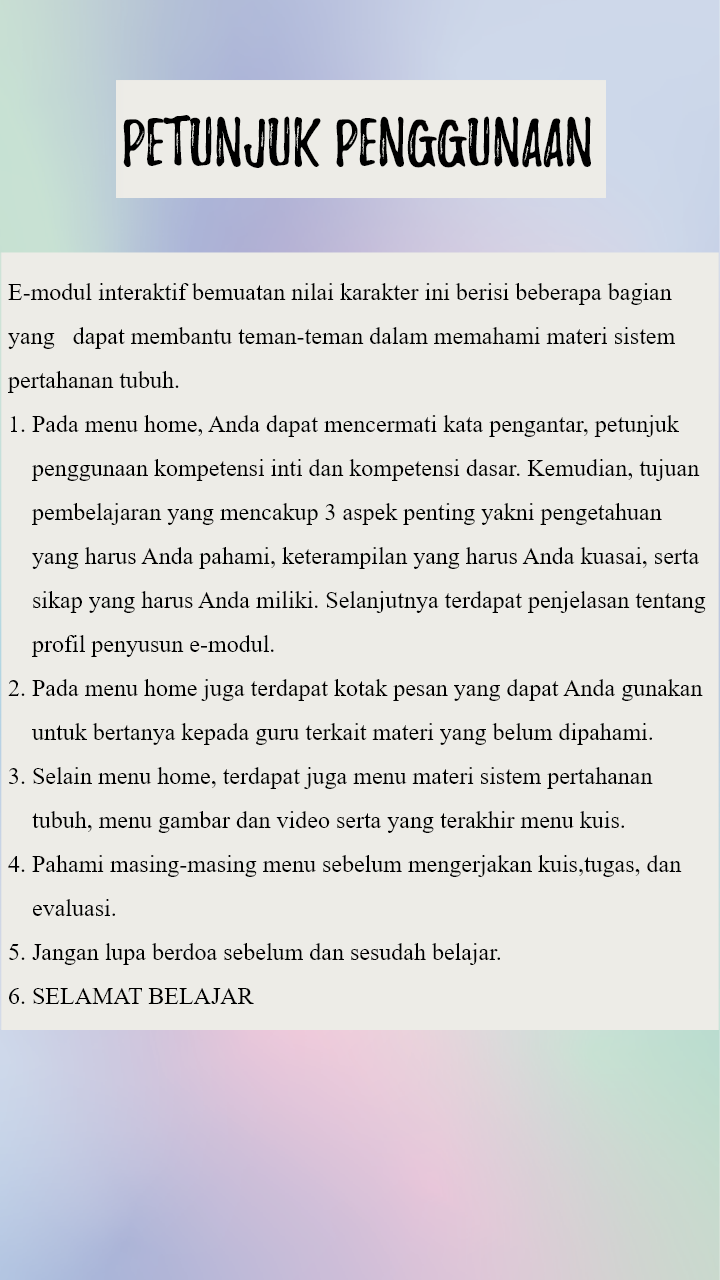 PETUNJUK PENGGUNAAN
E-modul interaktif bemuatan nilai karakter ini berisi beberapa bagian
yang dapat membantu teman-teman dalam memahami materi sistem
pertahanan tubuh.
1. Pada menu home, Anda dapat mencermati kata pengantar, petunjuk
penggunaan kompetensi inti dan kompetensi dasar. Kemudian, tujuan
pembelajaran yang mencakup 3 aspek penting yakni pengetahuan
yang harus Anda pahami, keterampilan yang harus Anda kuasai, serta
sikap yang harus Anda miliki. Selanjutnya terdapat penjelasan tentang
profil penyusun e-modul.
2. Pada menu home juga terdapat kotak pesan yang dapat Anda gunakan
untuk bertanya kepada guru terkait materi yang belum dipahami.
3. Selain menu home, terdapat juga menu materi sistem pertahanan
tubuh, menu gambar dan video serta yang terakhir menu kuis.
4. Pahami masing-masing menu sebelum mengerjakan kuis,tugas, dan
evaluasi.
5. Jangan lupa berdoa sebelum dan sesudah belajar.
6. SELAMAT BELAJAR